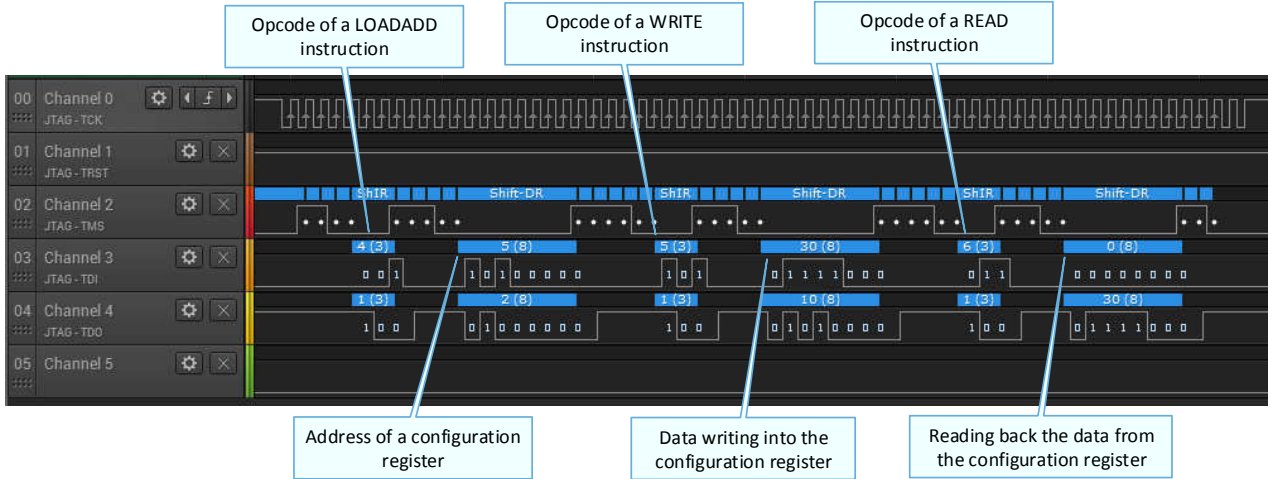 Opcode of a LOADADD
instruction
Opcode of a WRITE
instruction
Opcode of a READ
instruction
00 Channel 0
JTAG - TCK
01 Channel 1
JTAG - TRST
ShIR Shift-DR ShIR Shift-DR ShIR Shift-DR
02 Channel 2
JTAG - TMS
4 (3) 5 (8) 5 (3) 30 (8) 6 (3) 0 (8)
03 Channel 3
JTAG - TDI
0 0 1 1 0 1 0 0 0 0 0 1 0 1 0 1 1 1 1 0 0 0 0 1 1 0 0 0 0 0 0 0 0
1 (3) 2 (8) 1 (3) 10 (8) 1 (3) 30 (8)
04 Channel 4
JTAG - TDO
1 0 0 0 1 0 0 0 0 0 0 1 0 0 0 1 0 1 0 0 0 0 1 0 0 0 1 1 1 1 0 0 0
05 Channel 5
Address of a configuration
register
Data writing into the
configuration register
Reading back the data from
the configuration register